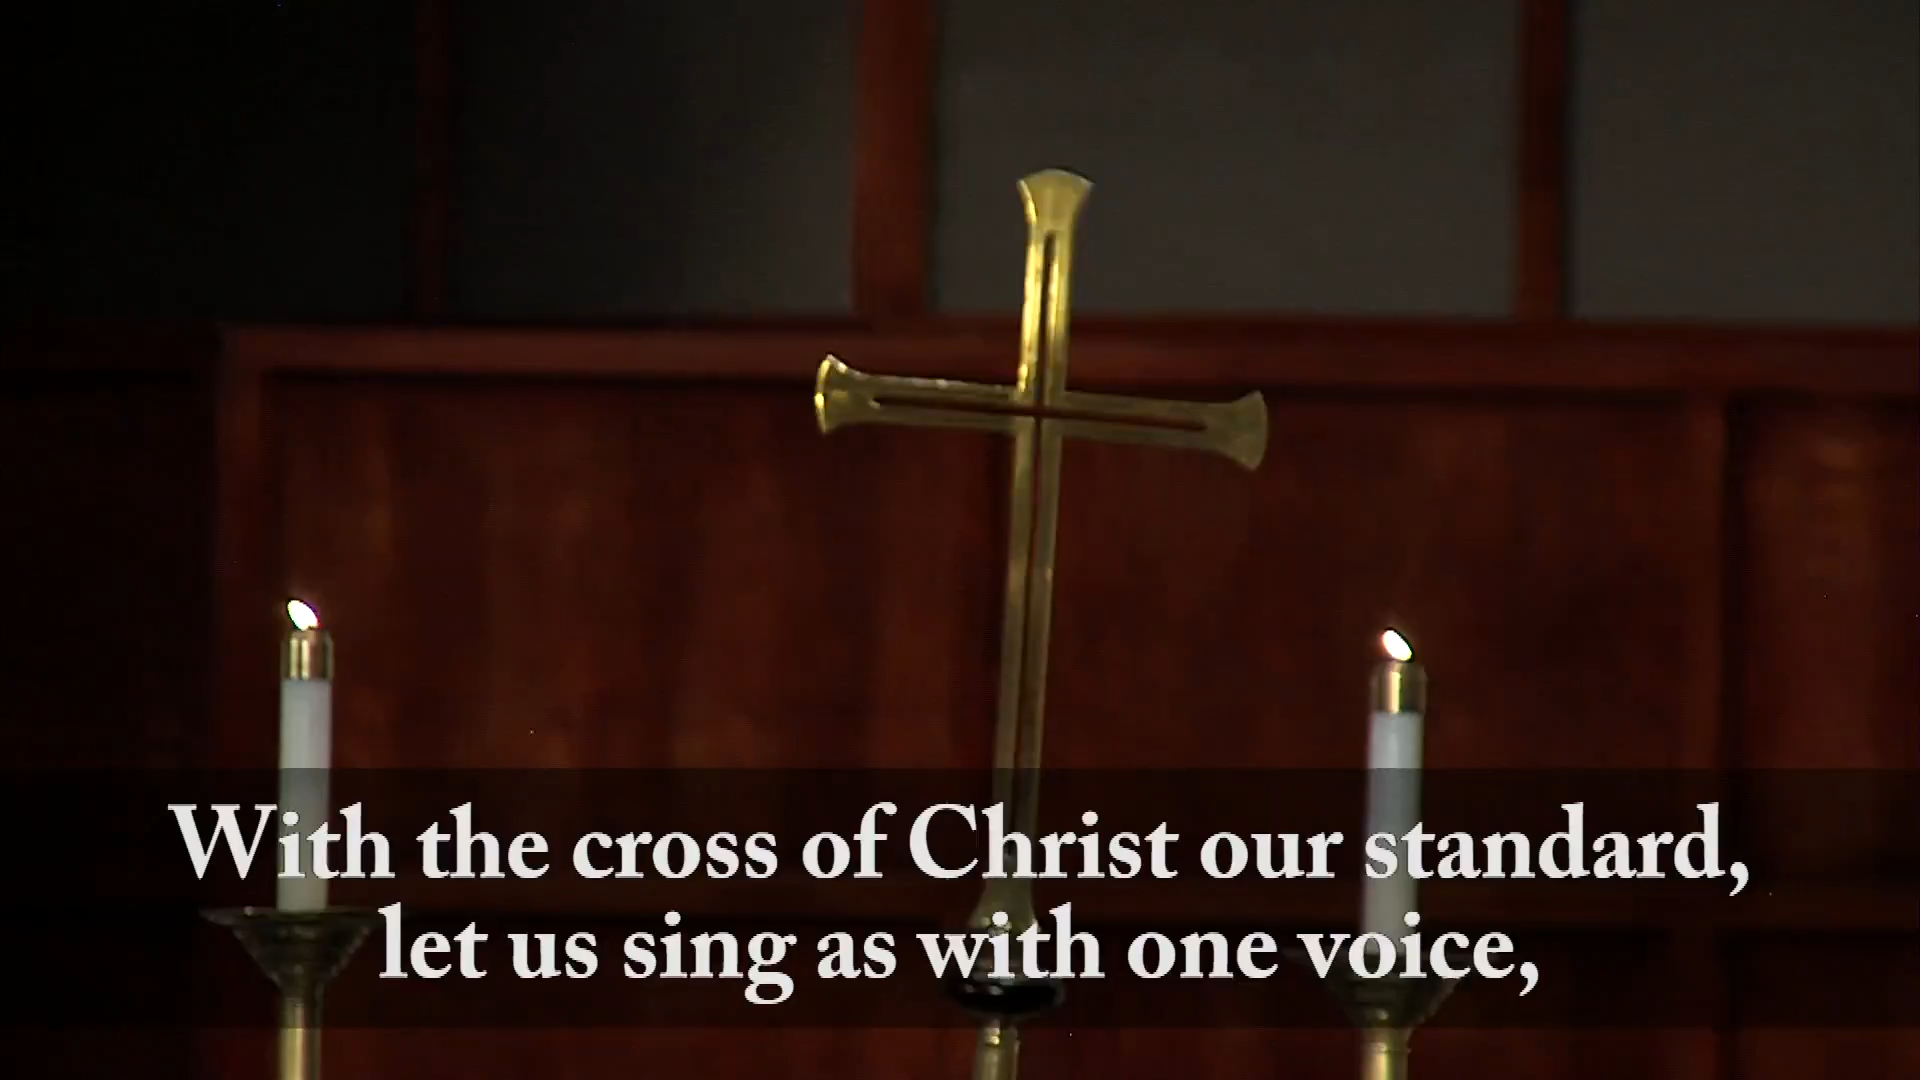 With the cross of Christ our standard,
let us sing as with one voice,